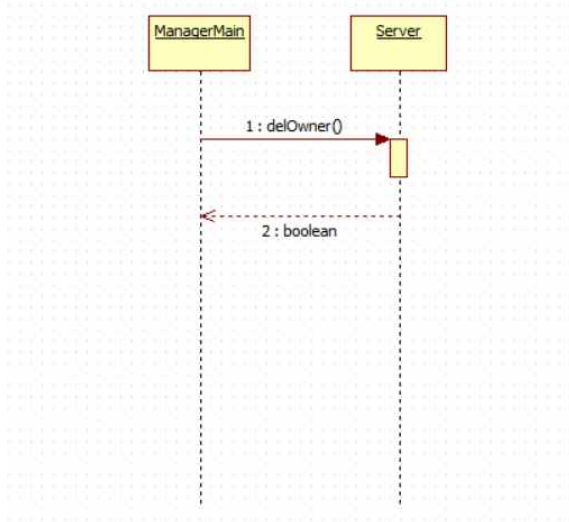 ManagerMain
Server
1 : delOwner()
2 : boolean